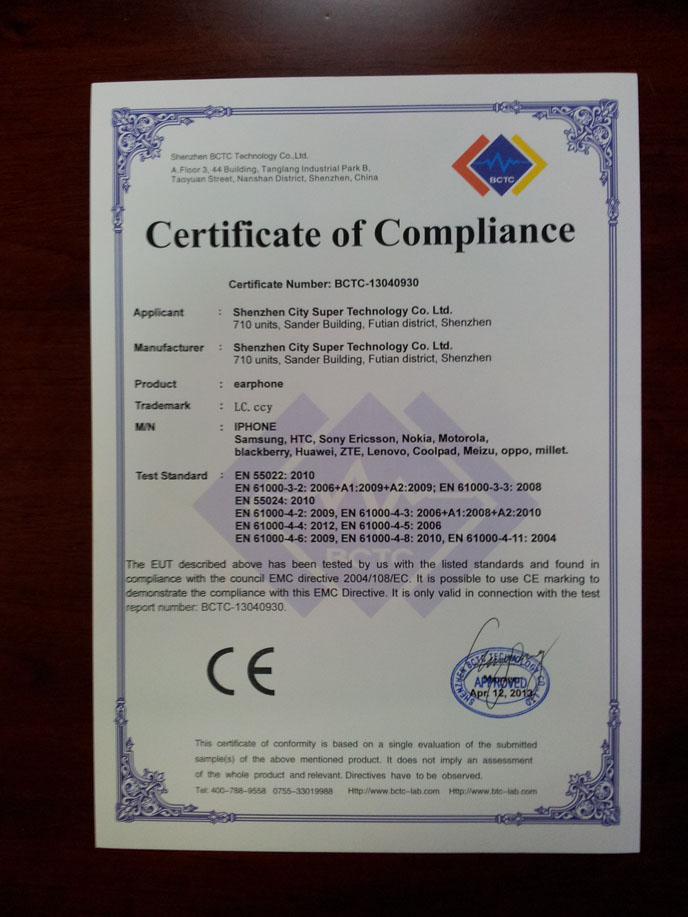 Shenzhen BCTC Technology Co.,Ltd.
A.Floor 3, 44 Building, Tanglang Industrial Park B,
Taoyuan Street, Nanshan District, Shenzhen, China
BCTC
Certificate of Compliance
Certificate Number: BCTC-13040930
Applicant : Shenzhen City Super Technology Co. Ltd.
710 units, Sander Building, Futian district, Shenzhen
Manufacturer : Shenzhen City Super Technology Co. Ltd.
710 units, Sander Building, Futian district, Shenzhen
Product : earphone
Trademark : LC. ccy
M/N : IPHONE
Samsung, HTC, Sony Ericsson, Nokia, Motorola,
blackberry, Huawei, ZTE, Lenovo, Coolpad, Meizu, oppo, millet.
Test Standard : EN 55022: 2010
EN 61000-3-2: 2006+A1:2009+A2:2009; EN 61000-3-3: 2008
EN 55024: 2010
EN 61000-4-2: 2009, EN 61000-4-3: 2006+A1:2008+A2:2010
EN 61000-4-4: 2012, EN 61000-4-5: 2006
EN 61000-4-6: 2009, EN 61000-4-8: 2010, EN 61000-4-11: 2004
BCTC
The EUT described above has been tested by us with the listed standards and found in
compliance with the council EMC directive 2004/108/EC. It is possible to use CE marking to
demonstrate the compliance with this EMC Directive. It is only valid in connection with the test
report number: BCTC-13040930.
CE
SHENZHEN BCTC TECHNOLOGY CO. LTD
APPROVED
Apr. 12, 2013
This certificate of conformity is based on a single evaluation of the submitted
sample(s) of the above mentioned product. It does not imply an assessment
of the whole product and relevant. Directives have to be observed.
Tel: 400-788-9558 0755-33019988 Http://www.bctc-lab.com Http://www.btc-lab.com